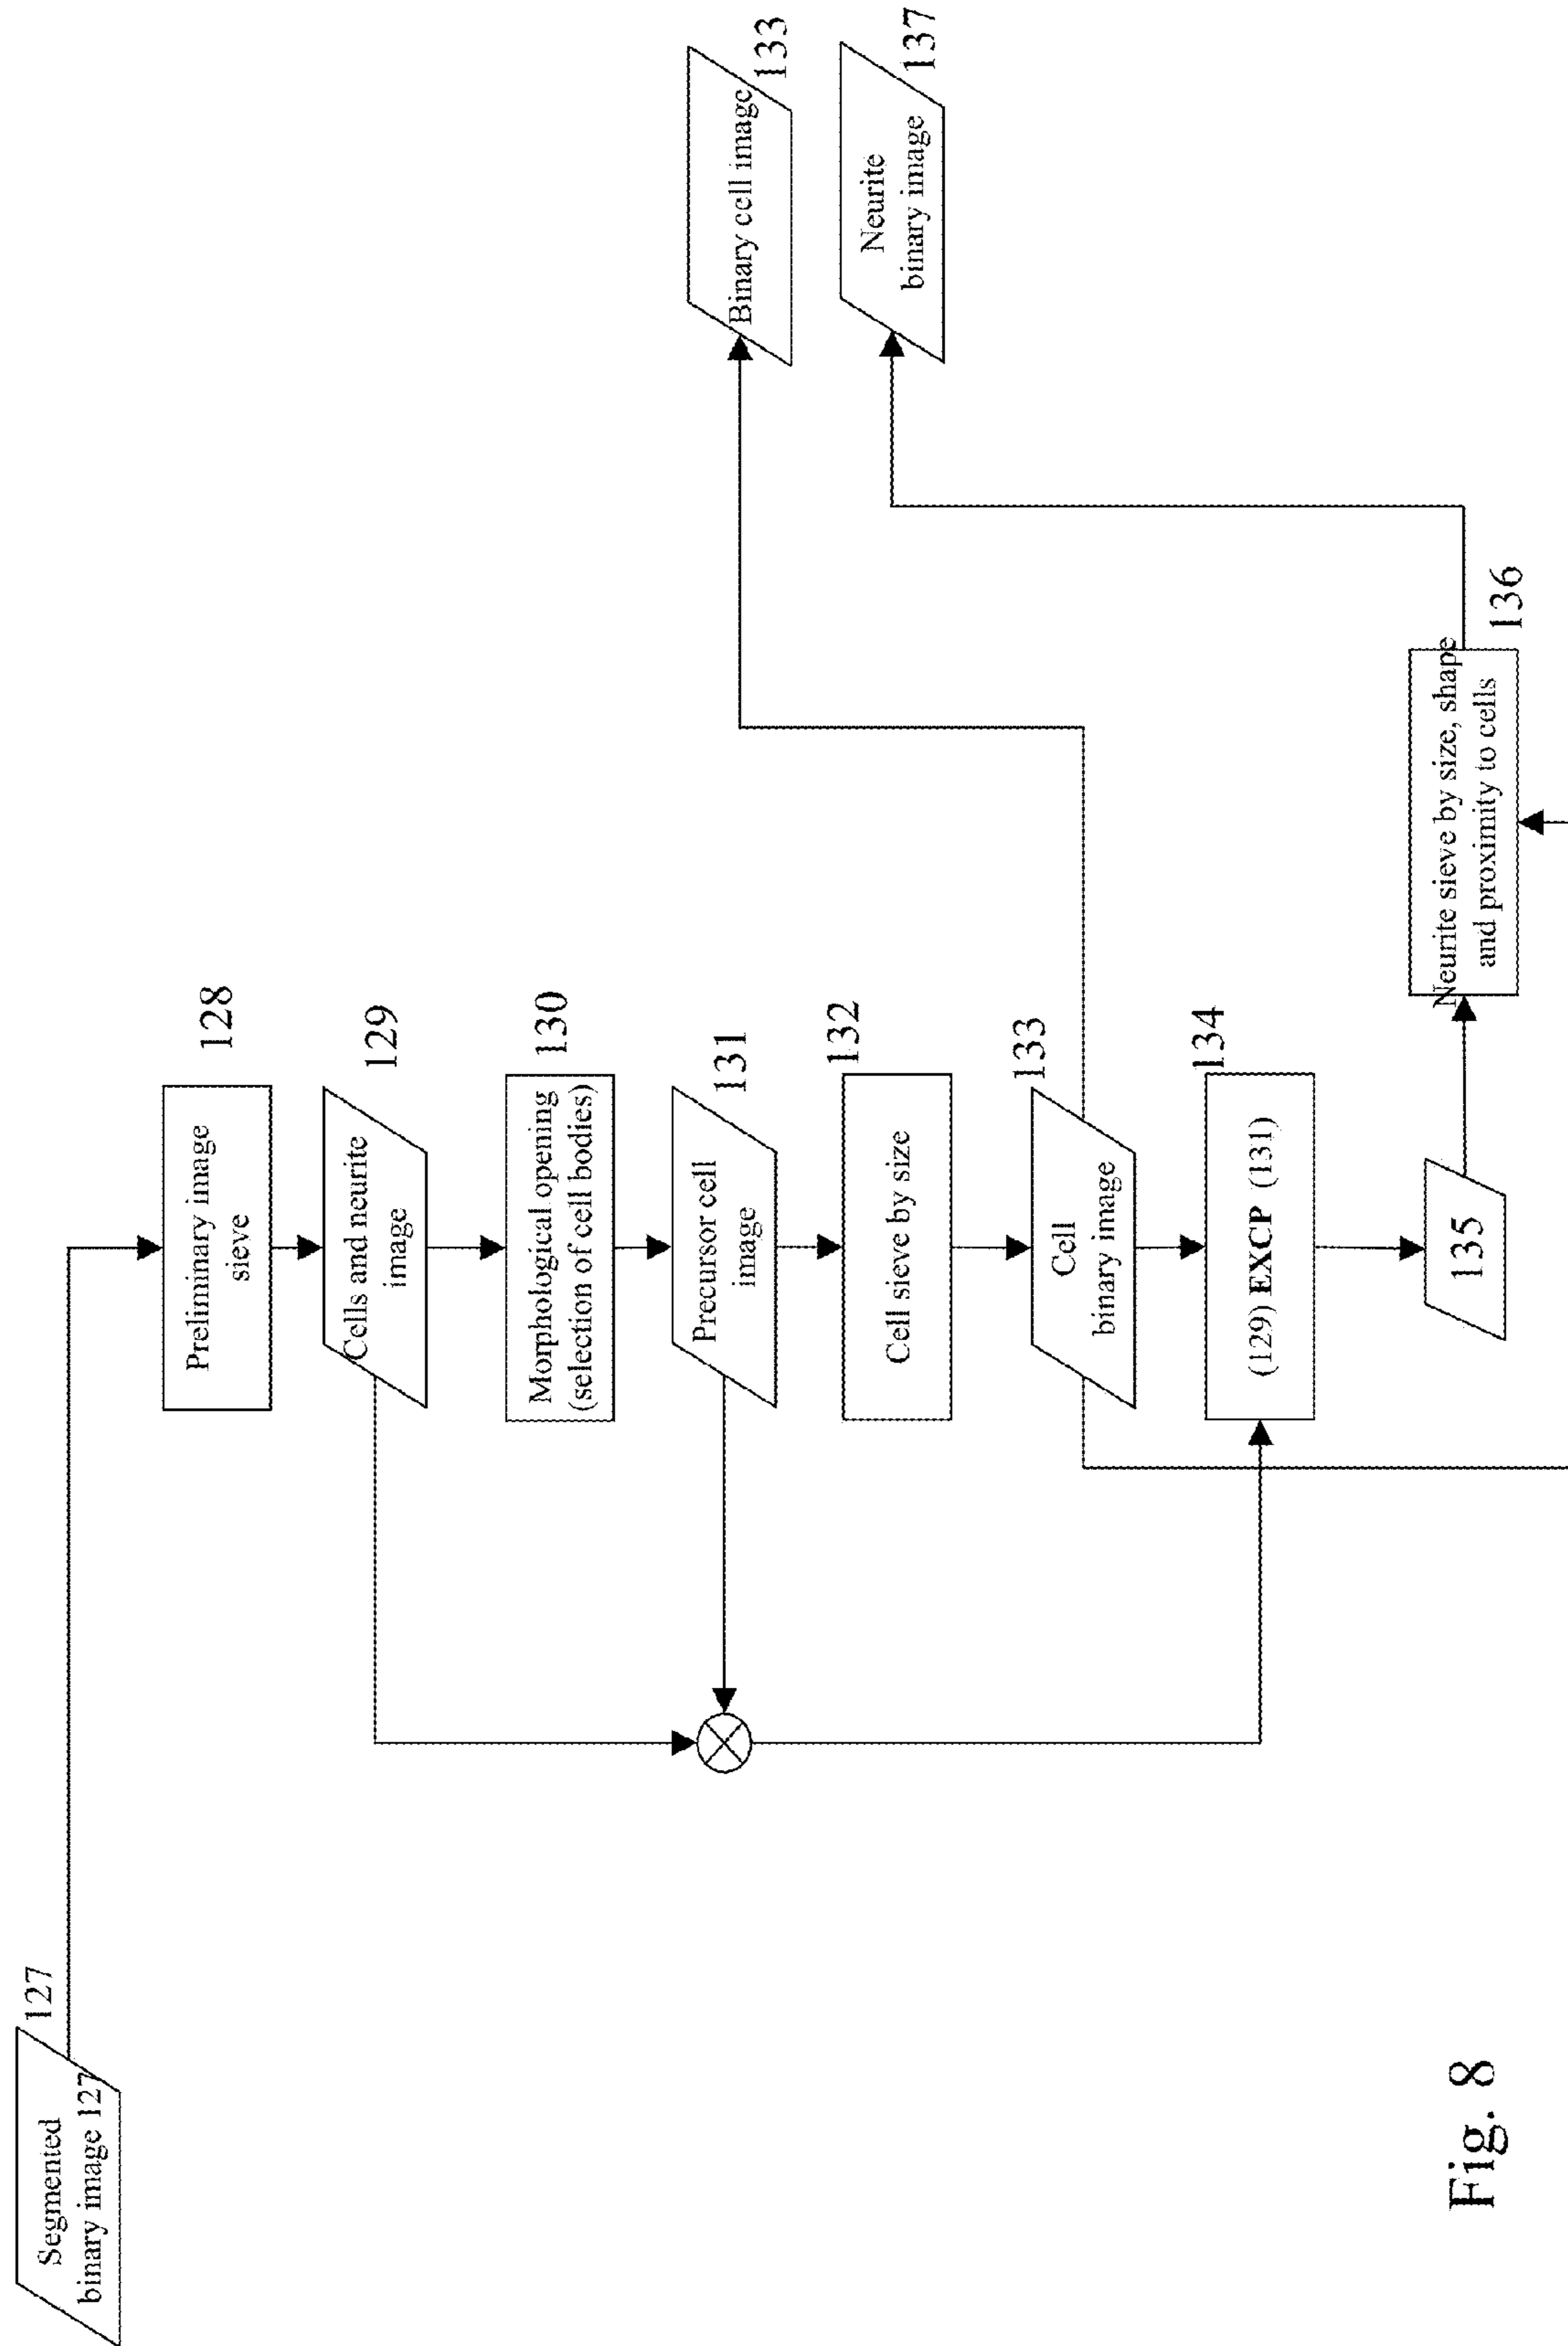 Segmented
binary image 127
127
Preliminary image
sieve
128
Cells and neurite
image
129
Morphological opening
(selection of cell bodies)
130
Precursor cell
image
131
Cell sieve by size
132
Cell
binary image
133
(129) EXCP (131)
134
135
Neurite sieve by size, shape
and proximity to cells
136
Binary cell image
133
Neurite
binary image
137
Fig. 8